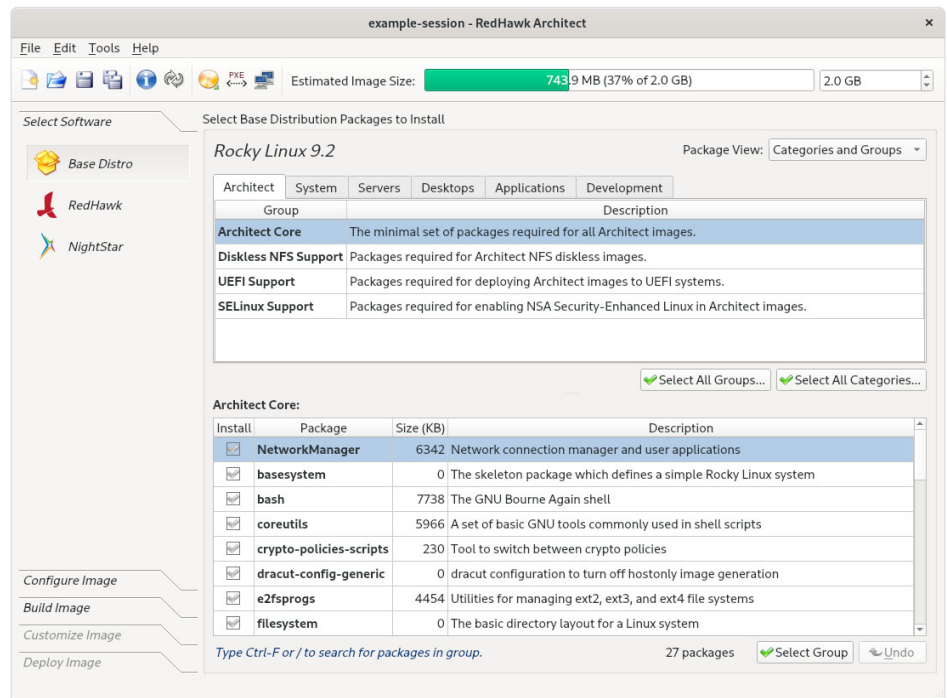 example-session - RedHawk Architect ×
File Edit Tools Help
PXE Estimated Image Size: 743.9 MB (37% of 2.0 GB) 2.0 GB
Select Software
Base Distro
RedHawk
NightStar
Configure Image
Build Image
Customize Image
Deploy Image
Select Base Distribution Packages to Install
Rocky Linux 9.2 Package View: Categories and Groups
Architect System Servers Desktops Applications Development
Group Description
Architect Core The minimal set of packages required for all Architect images.
Diskless NFS Support Packages required for Architect NFS diskless images.
UEFI Support Packages required for deploying Architect images to UEFI systems.
SELinux Support Packages required for enabling NSA Security-Enhanced Linux in Architect images.
Select All Groups... Select All Categories...
Architect Core:
Install Package Size (KB) Description
NetworkManager 6342 Network connection manager and user applications
basesystem 0 The skeleton package which defines a simple Rocky Linux system
bash 7738 The GNU Bourne Again shell
coreutils 5966 A set of basic GNU tools commonly used in shell scripts
crypto-policies-scripts 230 Tool to switch between crypto policies
dracut-config-generic 0 dracut configuration to turn off hostonly image generation
e2fsprogs 4454 Utilities for managing ext2, ext3, and ext4 file systems
filesystem 0 The basic directory layout for a Linux system
Type Ctrl-F or / to search for packages in group. 27 packages Select Group Undo